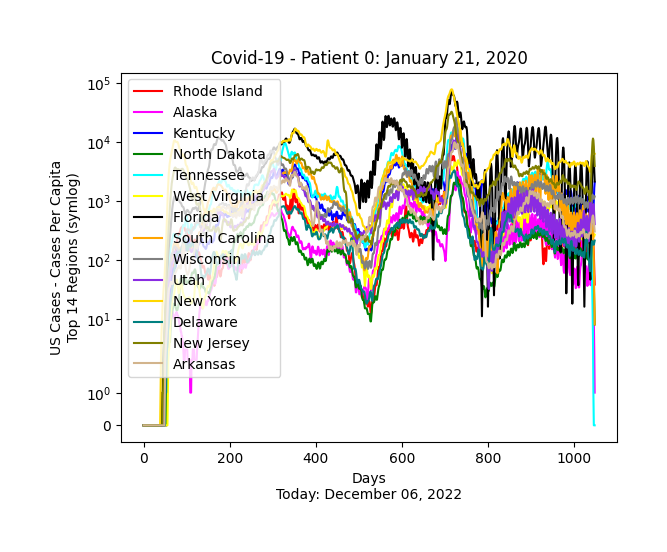 Covid-19 - Patient 0: January 21, 2020
US Cases - Cases Per Capita
Top 14 Regions (symlog)
10^5
10^4
10^3
10^2
10^1
10^0
0
Rhode Island
Alaska
Kentucky
North Dakota
Tennessee
West Virginia
Florida
South Carolina
Wisconsin
Utah
New York
Delaware
New Jersey
Arkansas
0 200 400 600 800 1000
Days
Today: December 06, 2022